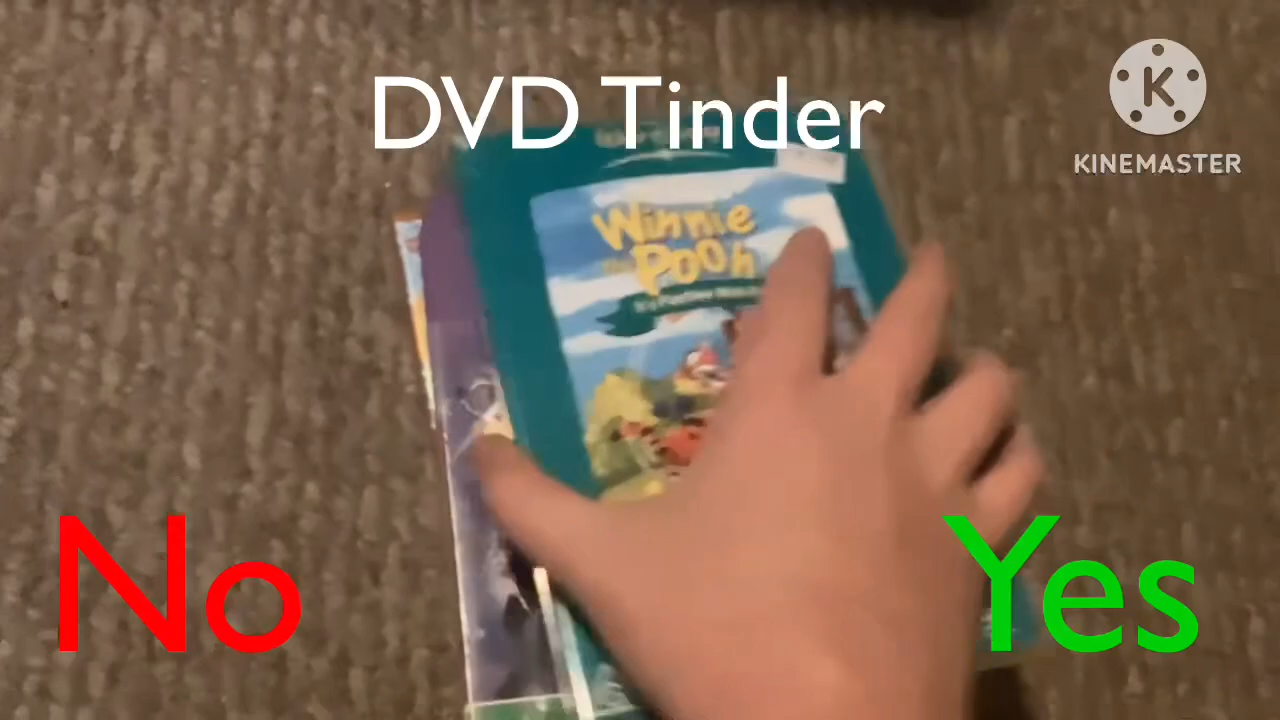 DVD Tinder
KINEMASTER
Winnie
the
Pooh
No
Yes